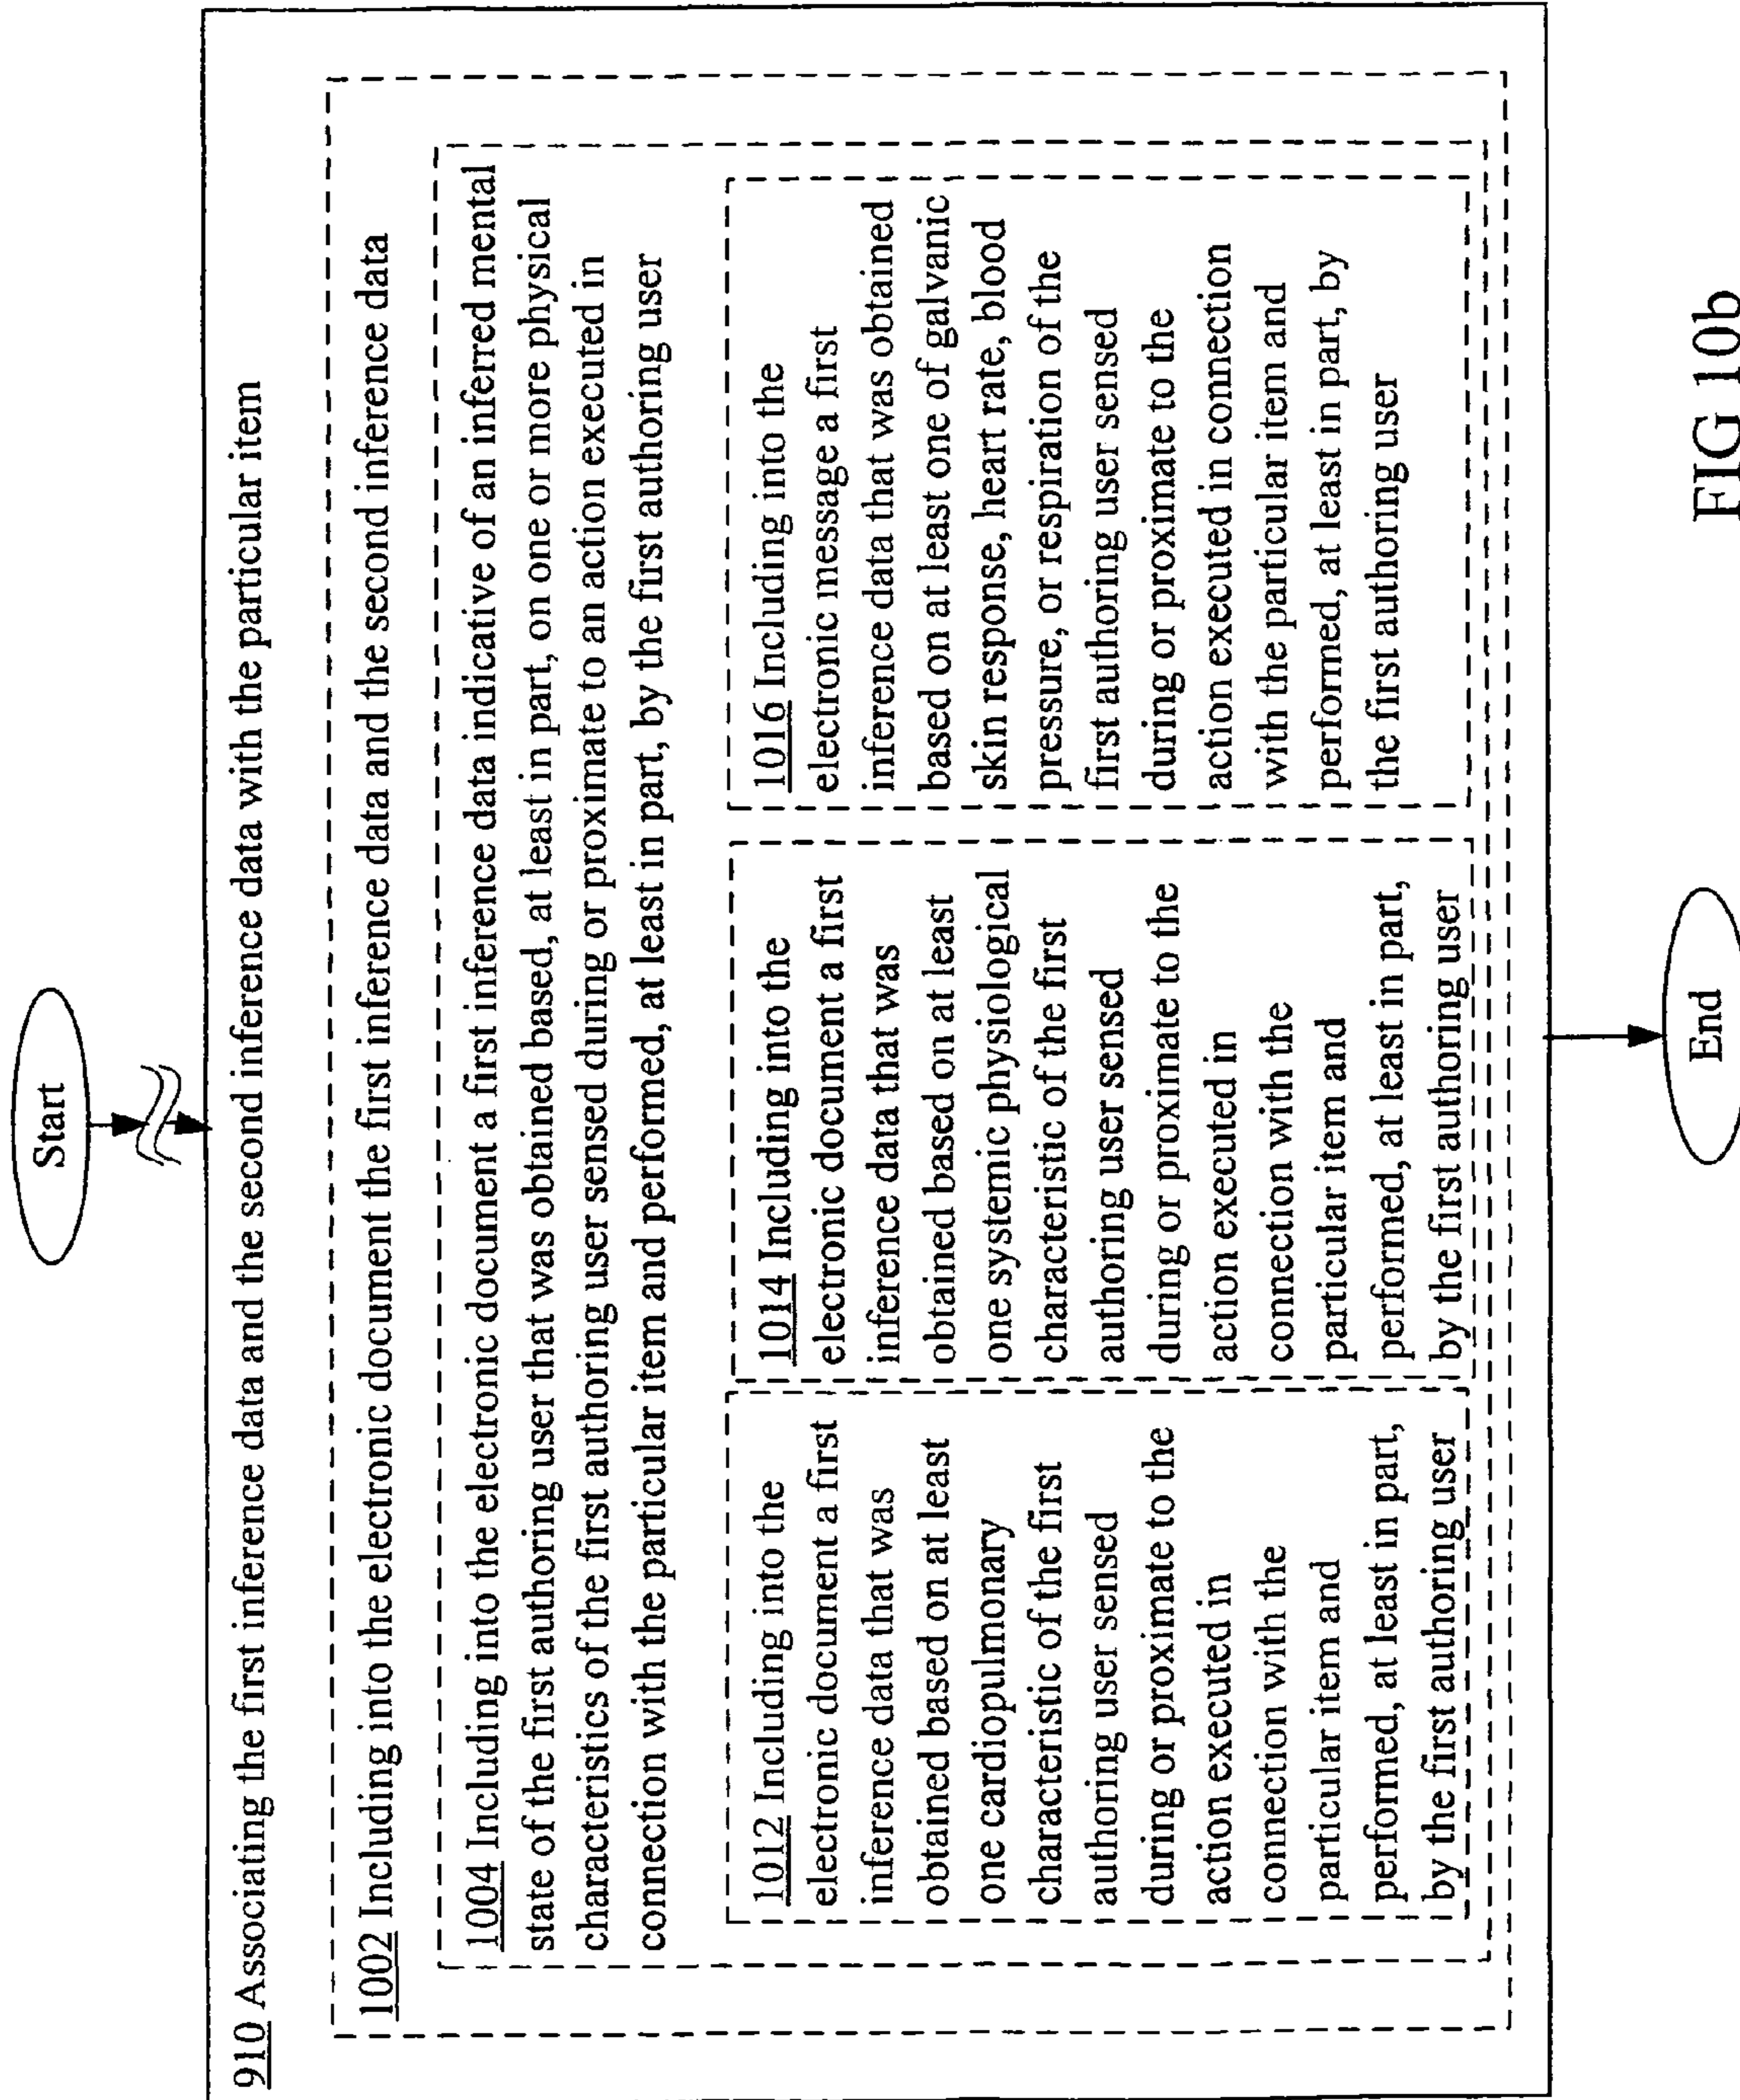 Start
910 Associating the first inference data and the second inference data with the particular item
1002 Including into the electronic document the first inference data and the second inference data
1004 Including into the electronic document a first inference data indicative of an inferred mental
state of the first authoring user that was obtained based, at least in part, on one or more physical
characteristics of the first authoring user sensed during or proximate to an action executed in
connection with the particular item and performed, at least in part, by the first authoring user
1012 Including into the
electronic document a first
inference data that was
obtained based on at least
one cardiopulmonary
characteristic of the first
authoring user sensed
during or proximate to the
action executed in
connection with the
particular item and
performed, at least in part,
by the first authoring user
1014 Including into the
electronic document a first
inference data that was
obtained based on at least
one systemic physiological
characteristic of the first
authoring user sensed
during or proximate to the
action executed in
connection with the
particular item and
performed, at least in part,
by the first authoring user
1016 Including into the
electronic message a first
inference data that was obtained
based on at least one of galvanic
skin response, heart rate, blood
pressure, or respiration of the
first authoring user sensed
during or proximate to the
action executed in connection
with the particular item and
performed, at least in part, by
the first authoring user
End
FIG 10b